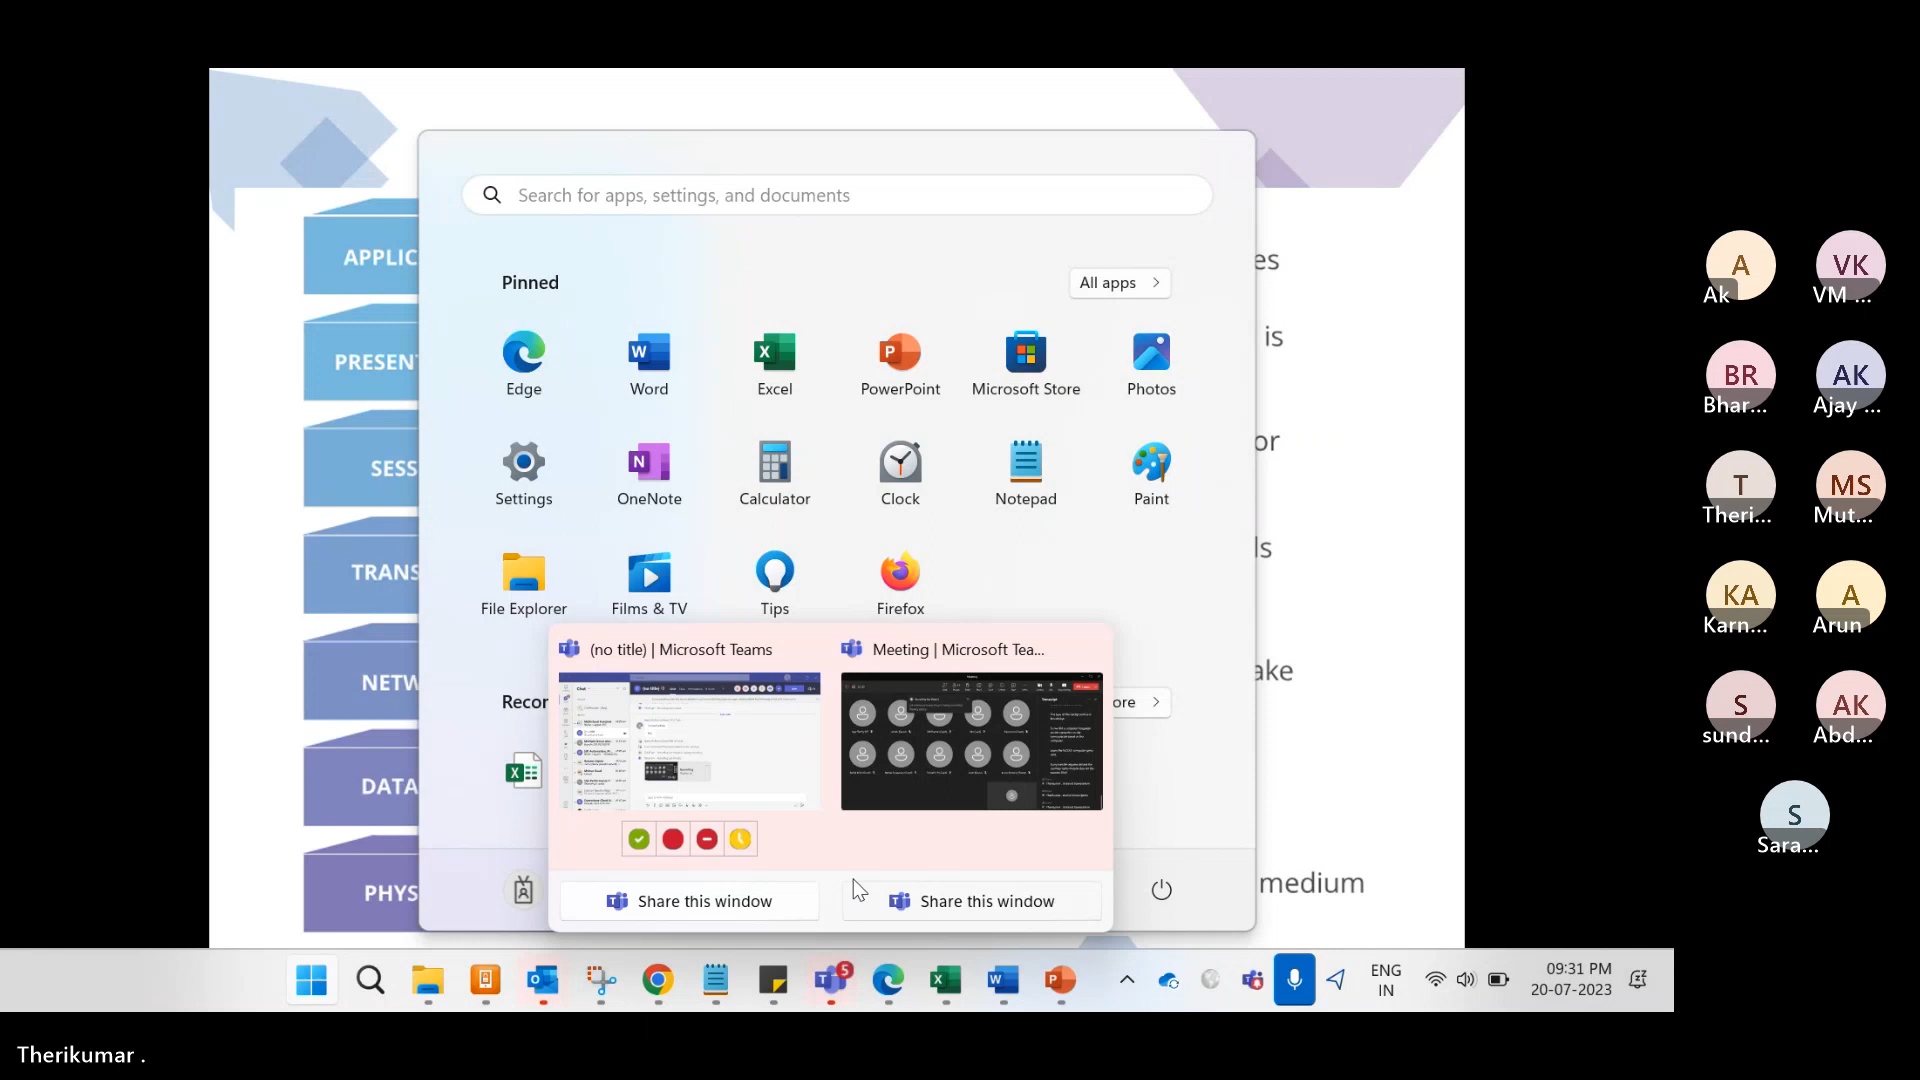 Search for apps, settings, and documents
Pinned
All apps
Edge
Word
Excel
PowerPoint
Microsoft Store
Photos
Settings
OneNote
Calculator
Clock
Notepad
Paint
File Explorer
Films & TV
Tips
Firefox
Recor
ore
(no title) | Microsoft Teams
Meeting | Microsoft Tea...
Share this window
Share this window
APPLIC
PRESENT
SESS
TRANS
NETW
DATA
PHYS
es
is
or
ls
ake
medium
A
Ak
VK
VM ...
BR
Bhar...
AK
Ajay ...
T
Theri...
MS
Mut...
KA
Karn...
A
Arun
S
sund...
AK
Abd...
S
Sara...
5
ENG
IN
09:31 PM
20-07-2023
Therikumar .